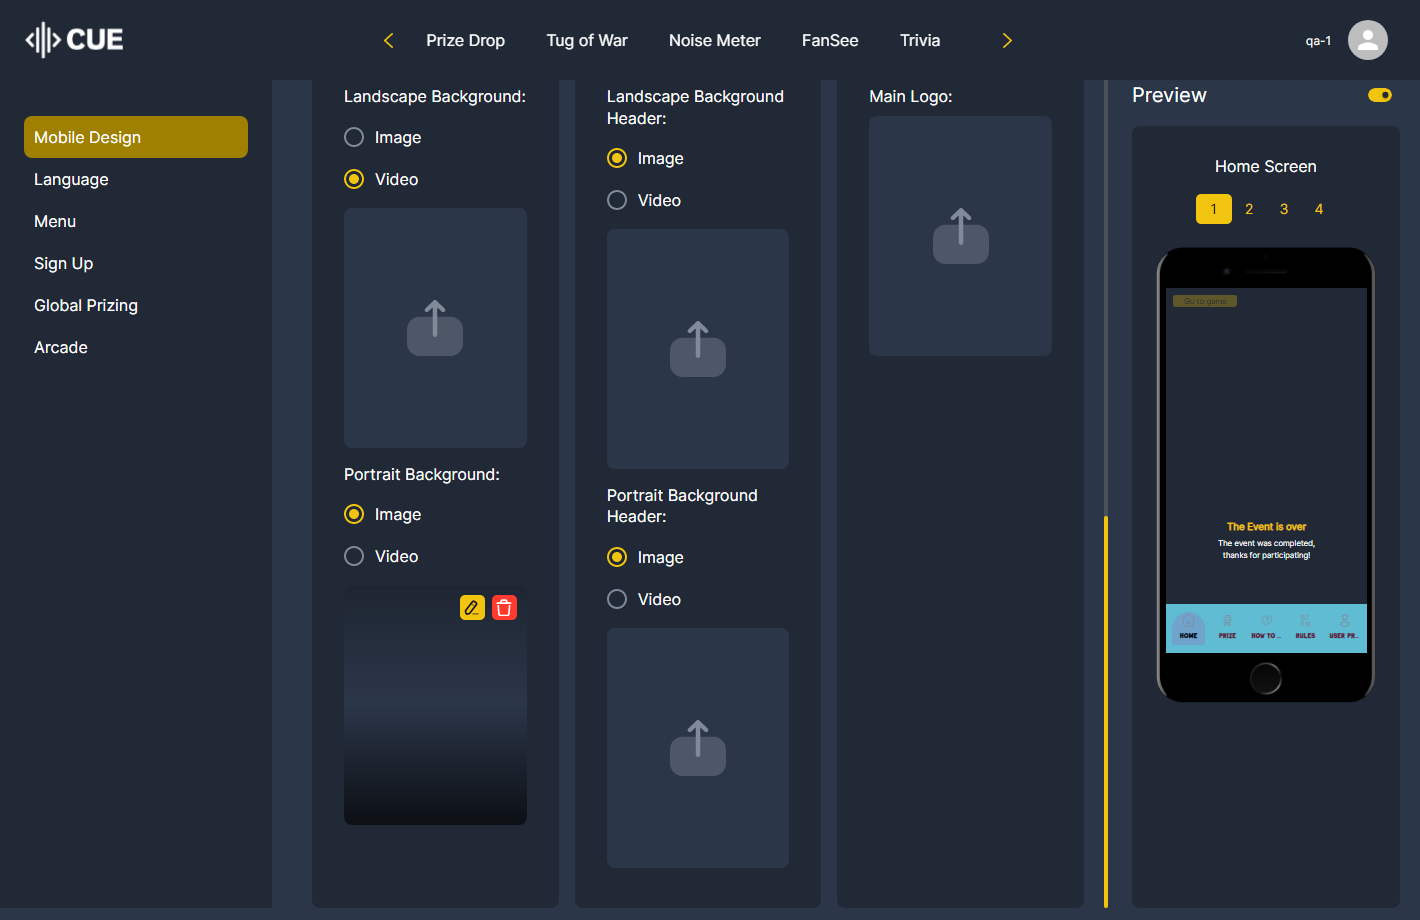 CUE
Prize Drop
Tug of War
Noise Meter
FanSee
Trivia
qa-1
Mobile Design
Language
Menu
Sign Up
Global Prizing
Arcade
Landscape Background:
Image
Video
Portrait Background:
Image
Video
Landscape Background
Header:
Image
Video
Portrait Background
Header:
Image
Video
Main Logo:
Preview
Home Screen
1 2 3 4
Go to game
The Event is over
The event was completed,
thanks for participating!
HOME
PRIZE
HOW TO ...
RULES
USER PR...